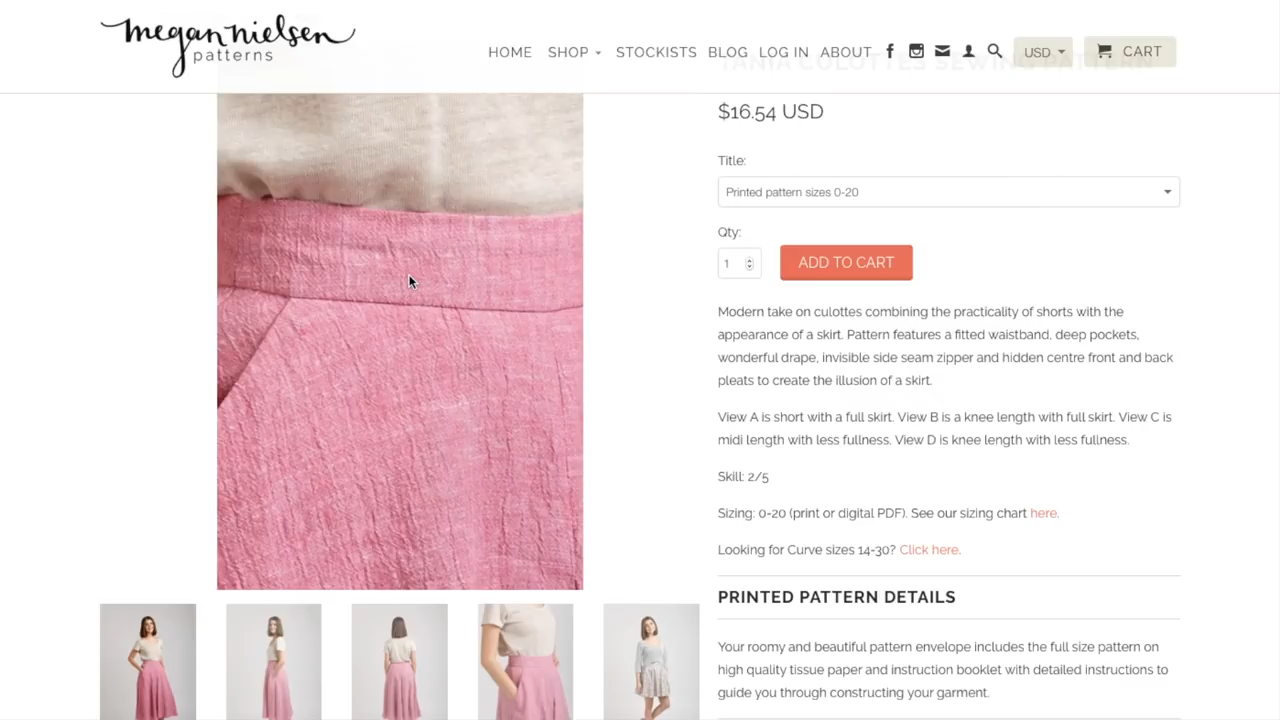 megan nielsen
patterns
HOME SHOP STOCKISTS BLOG LOG IN ABOUT USD CART
TANIA CULOTTES SEWING PATTERN
$16.54 USD
Title:
Printed pattern sizes 0-20
Qty:
1 ADD TO CART
Modern take on culottes combining the practicality of shorts with the
appearance of a skirt. Pattern features a fitted waistband, deep pockets,
wonderful drape, invisible side seam zipper and hidden centre front and back
pleats to create the illusion of a skirt.
View A is short with a full skirt. View B is a knee length with full skirt. View C is
midi length with less fullness. View D is knee length with less fullness.
Skill: 2/5
Sizing: 0-20 (print or digital PDF). See our sizing chart here.
Looking for Curve sizes 14-30? Click here.
PRINTED PATTERN DETAILS
Your roomy and beautiful pattern envelope includes the full size pattern on
high quality tissue paper and instruction booklet with detailed instructions to
guide you through constructing your garment.